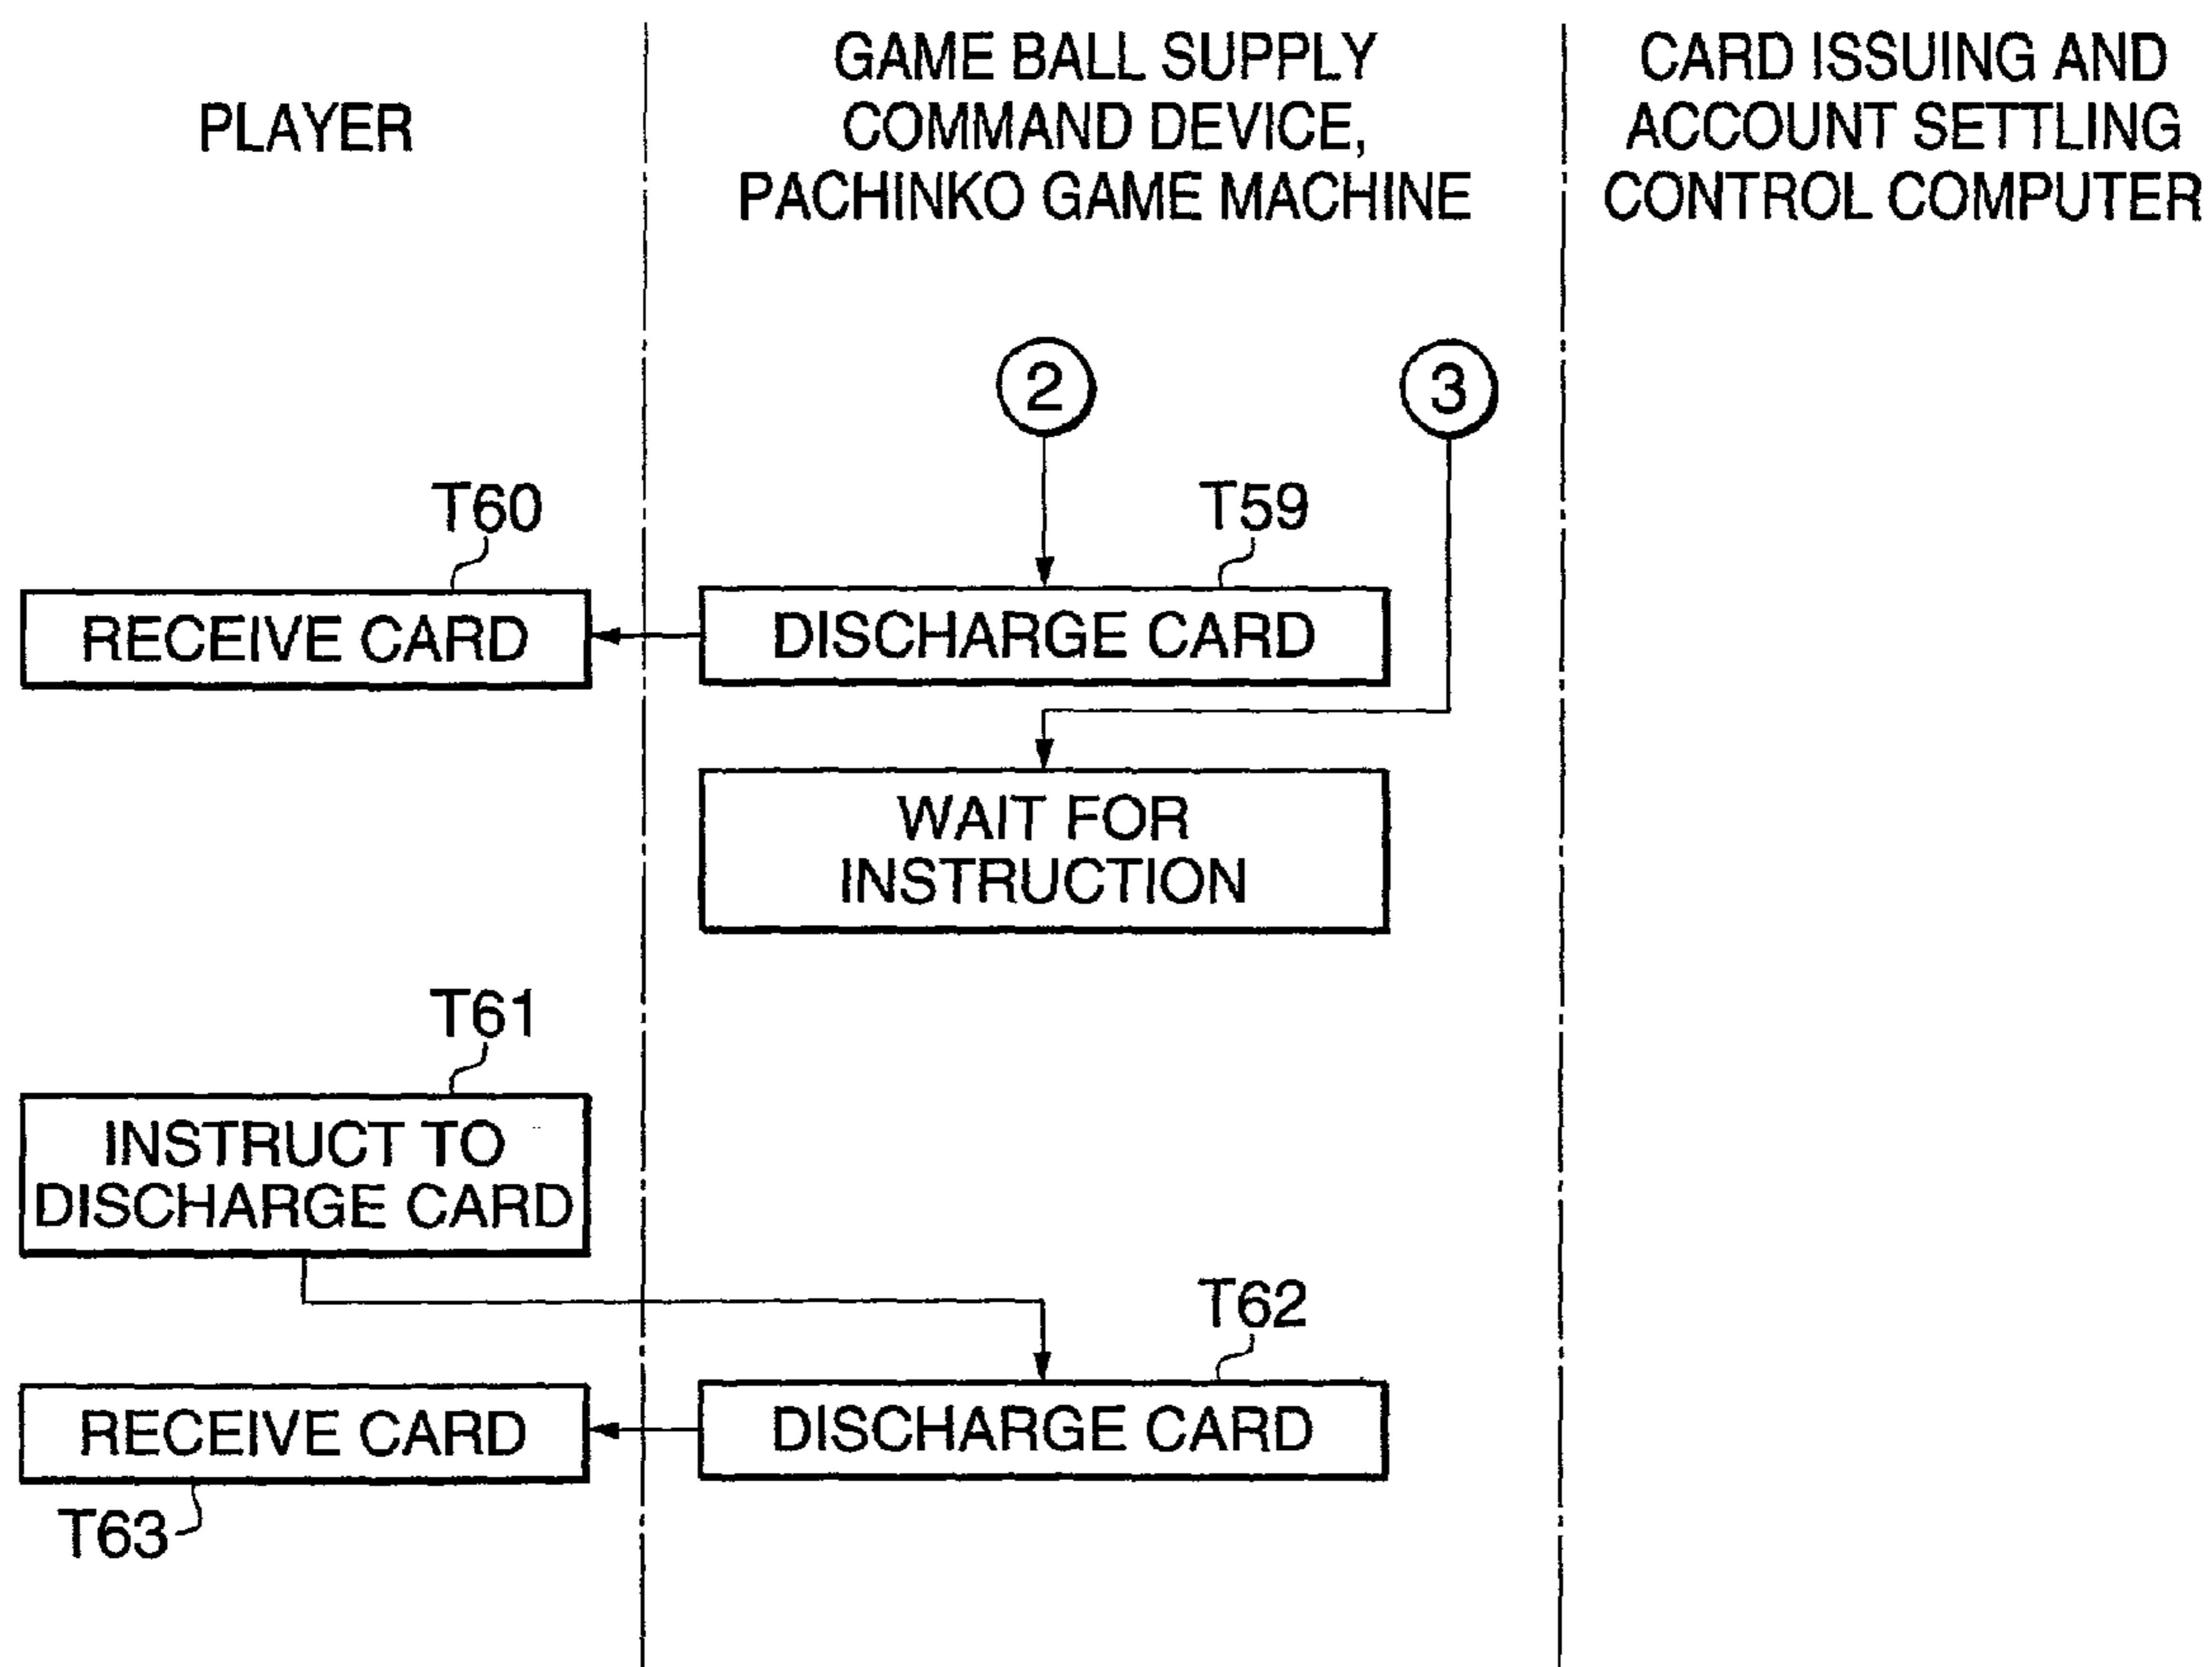 PLAYER
GAME BALL SUPPLY
COMMAND DEVICE,
PACHINKO GAME MACHINE
CARD ISSUING AND
ACCOUNT SETTLING
CONTROL COMPUTER
2
3
T60
T59
RECEIVE CARD
DISCHARGE CARD
WAIT FOR
INSTRUCTION
T61
INSTRUCT TO
DISCHARGE CARD
T62
RECEIVE CARD
DISCHARGE CARD
T63